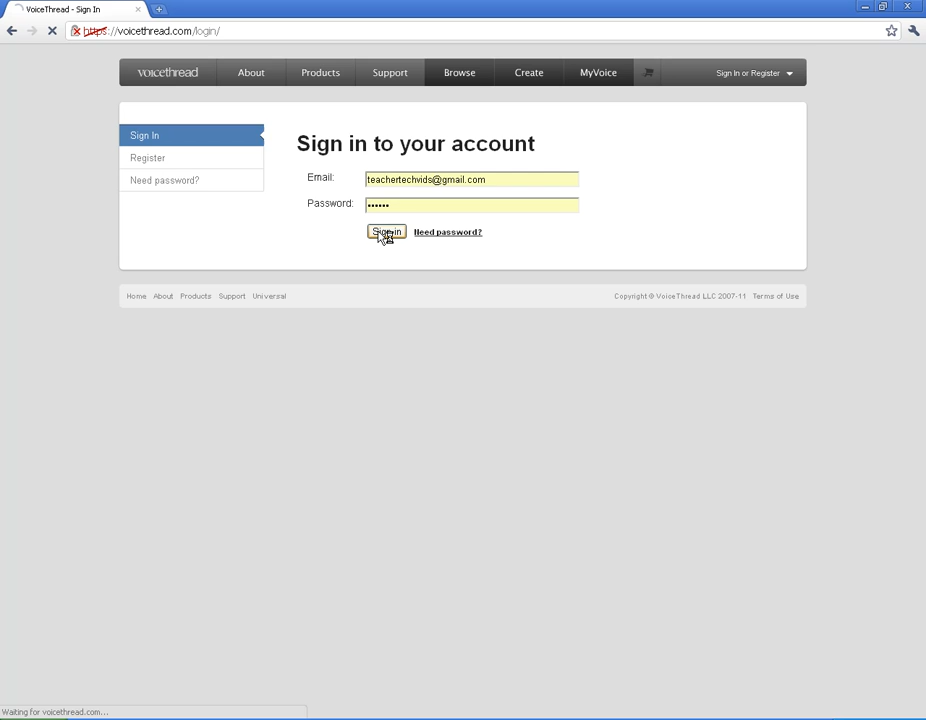 VoiceThread - Sign In
https://voicethread.com/login/
voicethread About Products Support Browse Create MyVoice Sign In or Register
Sign In
Register
Need password?
Sign in to your account
Email: teachertechvids@gmail.com
Password: ••••••
Sign in Need password?
Home About Products Support Universal
Copyright © VoiceThread LLC 2007-11 Terms of Use
Waiting for voicethread.com...